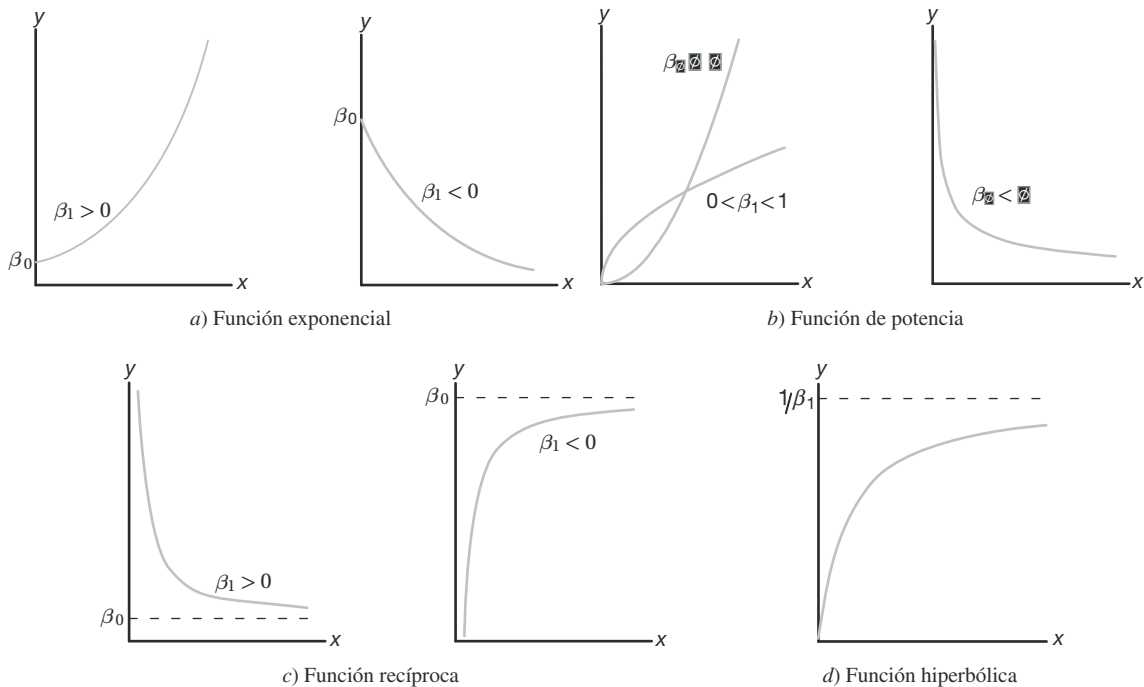 y
β1 > 0
β0
x
y
β0
β1 < 0
x
a) Función exponencial
y
β
0 < β1 < 1
x
y
β <
x
b) Función de potencia
y
β1 > 0
β0
x
y
β0
β1 < 0
x
c) Función recíproca
y
1/β1
x
d) Función hiperbólica